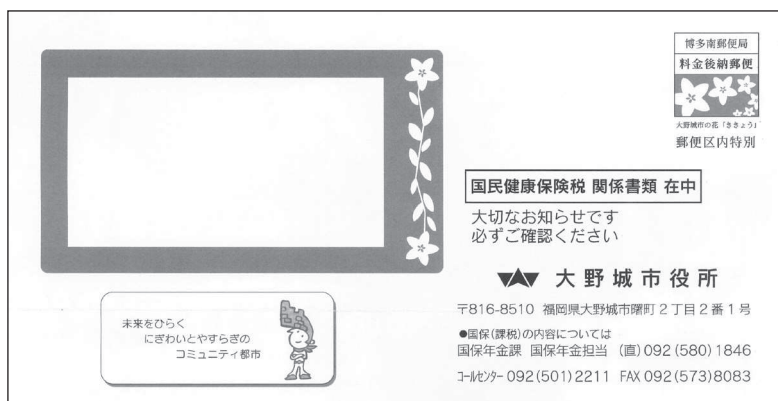 博多南郵便局
料金後納郵便
大野城市の花「ききょう」
郵便区内特別
国民健康保険税 関係書類 在中
大切なお知らせです
必ずご確認ください
大野城市役所
〒816-8510 福岡県大野城市曙町2丁目2番1号
●国保(課税)の内容については
国保年金課 国保年金担当 (直)092(580)1846
コールセンター 092(501)2211 FAX 092(573)8083
未来をひらく
にぎわいとやすらぎの
コミュニティ都市